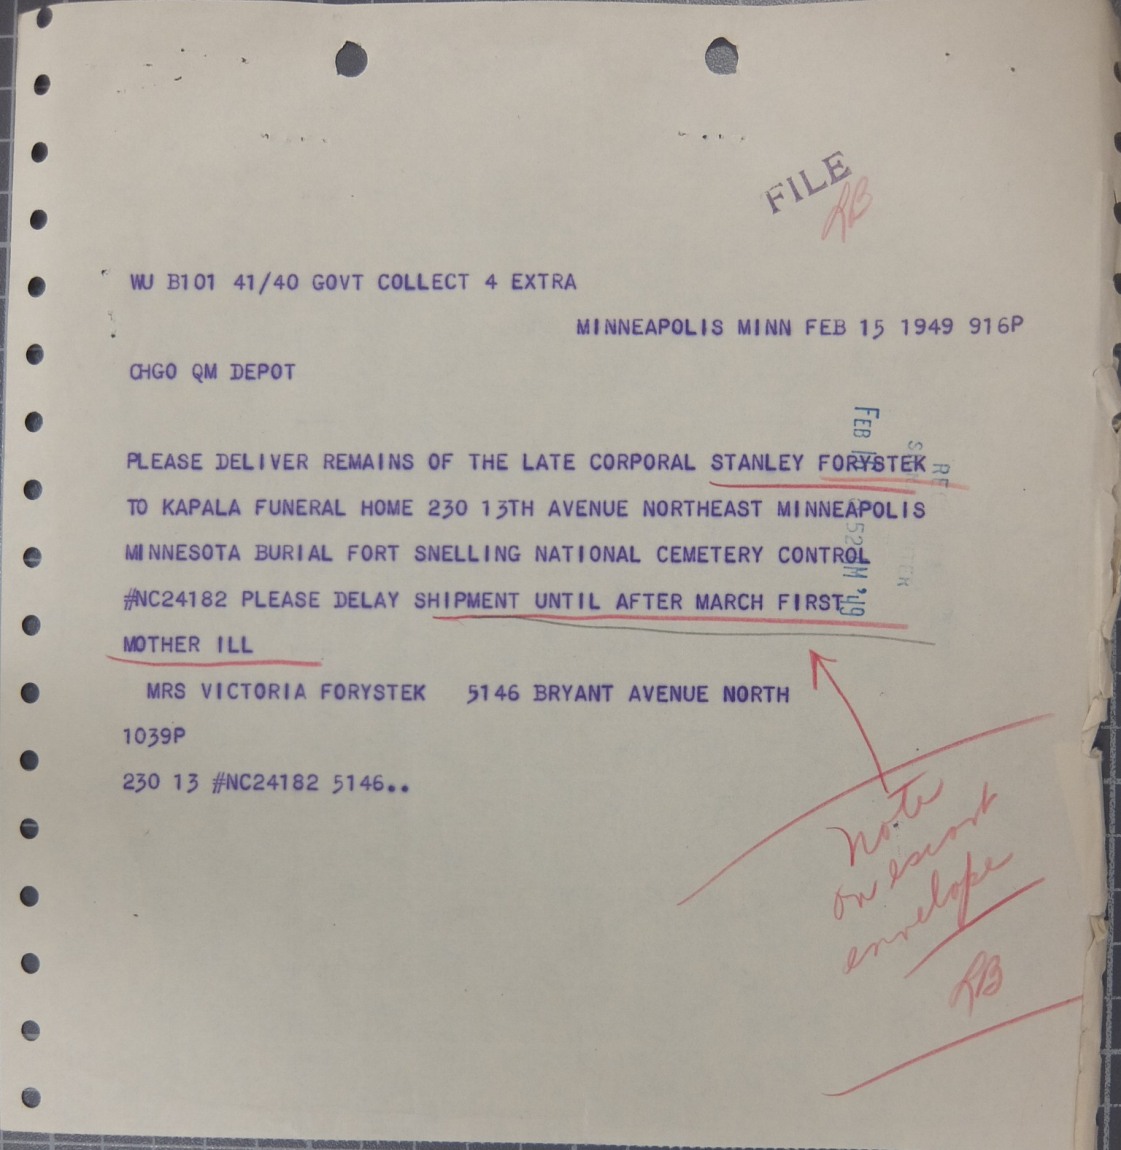 FILE
RB
WU B101 41/40 GOVT COLLECT 4 EXTRA
MINNEAPOLIS MINN FEB 15 1949 916P
CHGO QM DEPOT
PLEASE DELIVER REMAINS OF THE LATE CORPORAL STANLEY FORYSTEK
TO KAPALA FUNERAL HOME 230 13TH AVENUE NORTHEAST MINNEAPOLIS
MINNESOTA BURIAL FORT SNELLING NATIONAL CEMETERY CONTROL
#NC24182 PLEASE DELAY SHIPMENT UNTIL AFTER MARCH FIRST
MOTHER ILL
MRS VICTORIA FORYSTEK 5146 BRYANT AVENUE NORTH
1039P
230 13 #NC24182 5146..
FEB '49
Note
on escort
envelope
RB